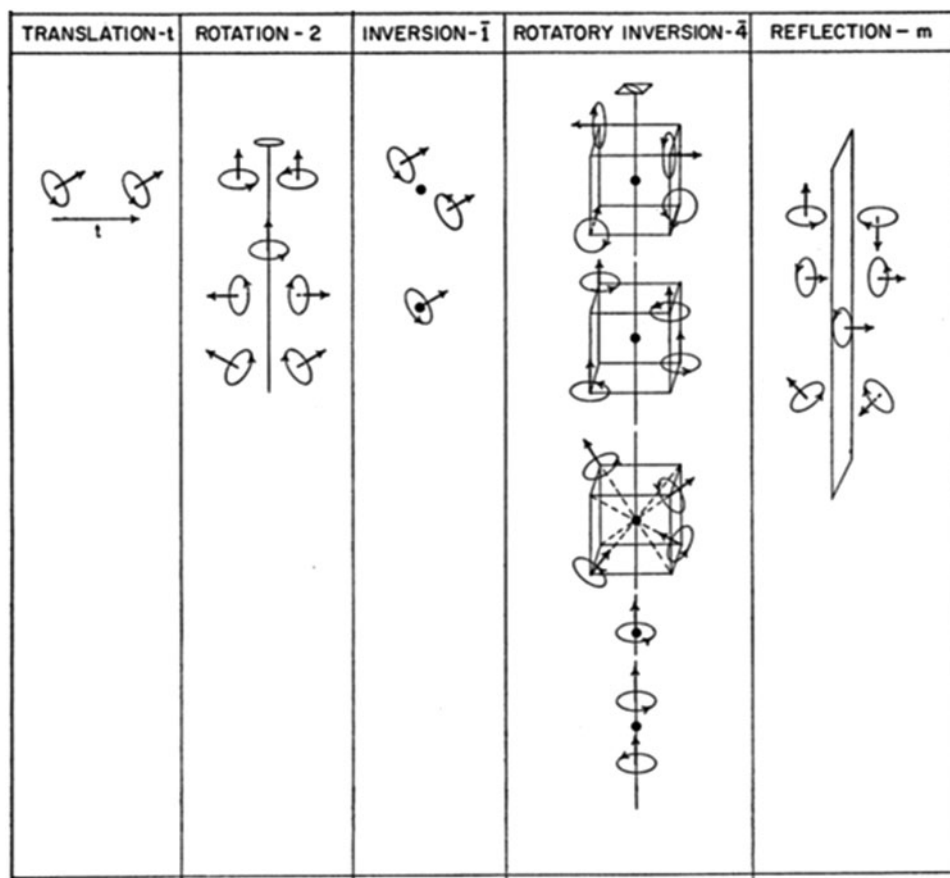 TRANSLATION-t
ROTATION - 2
INVERSION-1̄
ROTATORY INVERSION-4̄
REFLECTION - m
t